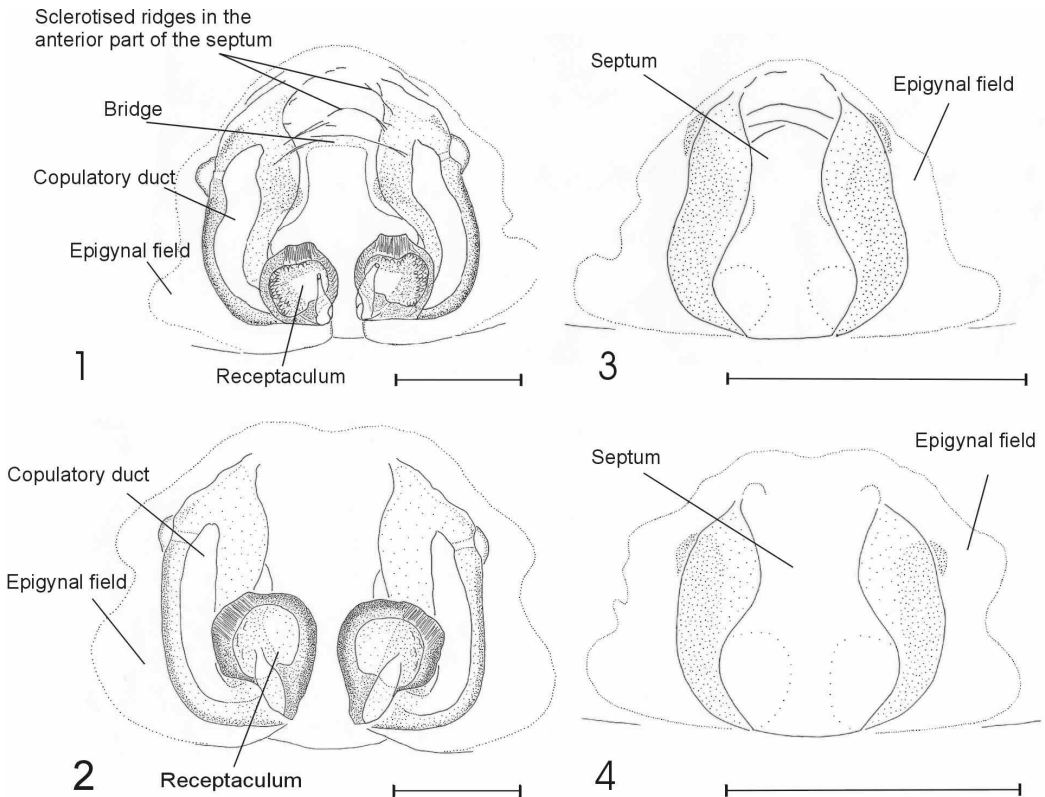 Sclerotised ridges in the
anterior part of the septum
Bridge
Copulatory duct
Epigynal field
Receptaculum
1
Septum
Epigynal field
3
Copulatory duct
Epigynal field
Receptaculum
2
Septum
Epigynal field
4